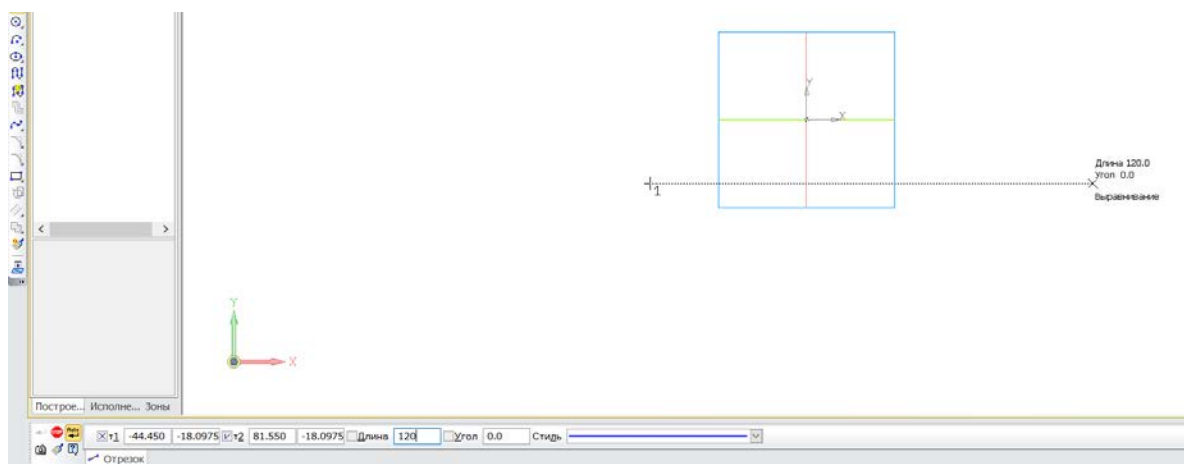 Y
X
Длина 120.0
Угол 0.0
1
Выравнивание
Y
X
Построе... Исполне... Зоны
т1 -44.450 -18.0975 т2 81.550 -18.0975 Длина 120 Угол 0.0 Стиль
Отрезок